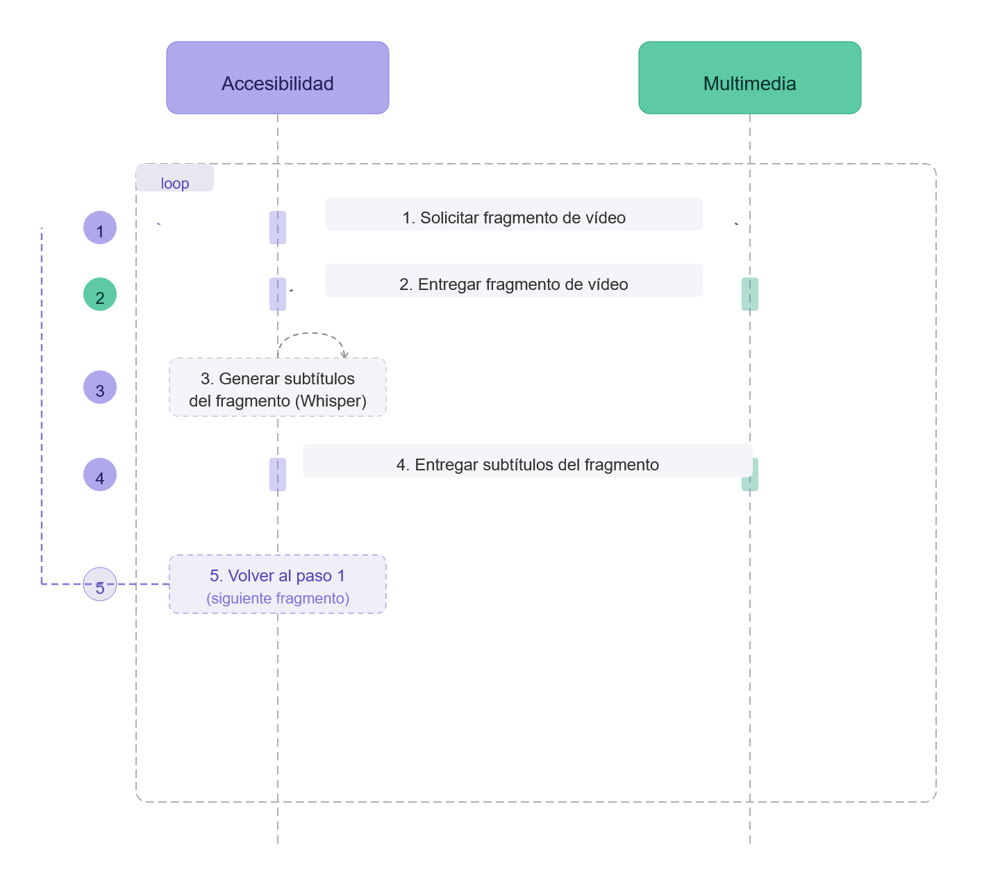 Accesibilidad
Multimedia
loop
1
1. Solicitar fragmento de vídeo
2
2. Entregar fragmento de vídeo
3
3. Generar subtítulos
del fragmento (Whisper)
4
4. Entregar subtítulos del fragmento
5
5. Volver al paso 1
(siguiente fragmento)